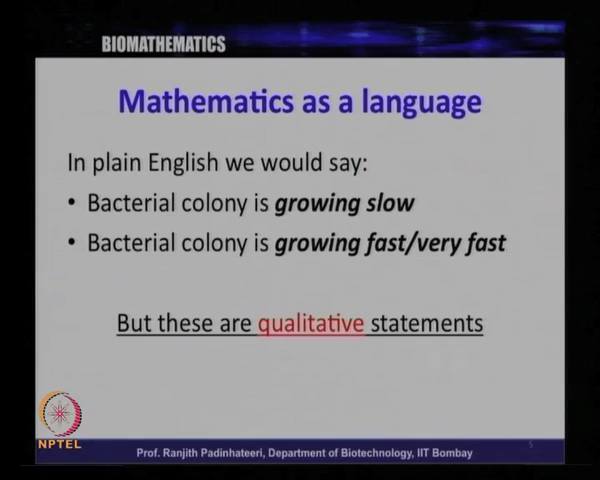 BIOMATHEMATICS
Mathematics as a language
In plain English we would say:
• Bacterial colony is growing slow
• Bacterial colony is growing fast/very fast
But these are qualitative statements
NPTEL
5
Prof. Ranjith Padinhateeri, Department of Biotechnology, IIT Bombay